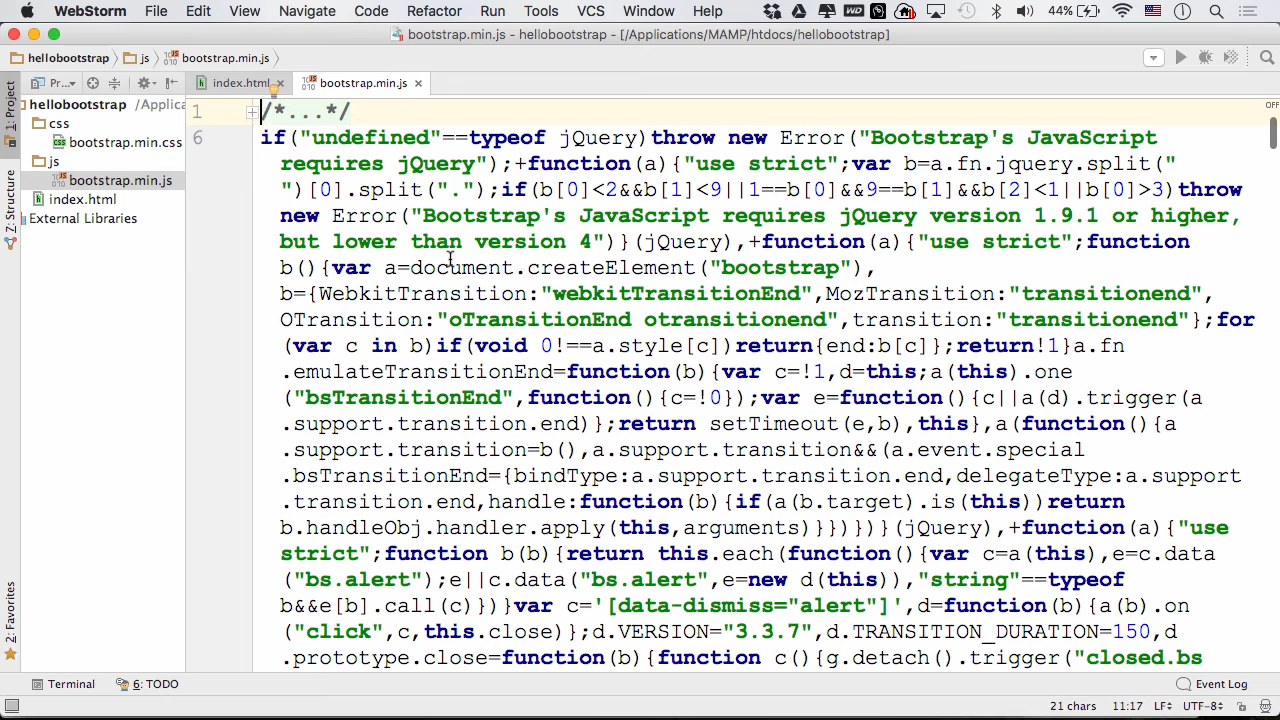 WebStorm File Edit View Navigate Code Refactor Run Tools VCS Window Help WD 44%
bootstrap.min.js - hellobootstrap - [/Applications/MAMP/htdocs/hellobootstrap]
hellobootstrap js bootstrap.min.js
Pr... index.html bootstrap.min.js
1: Project
Z: Structure
2: Favorites
hellobootstrap /Applica
css
bootstrap.min.css
js
bootstrap.min.js
index.html
External Libraries
OFF
1 /*...*/
6 if("undefined"==typeof jQuery)throw new Error("Bootstrap's JavaScript
requires jQuery");+function(a){"use strict";var b=a.fn.jquery.split("
")[0].split(".");if(b[0]<2&&b[1]<9||1==b[0]&&9==b[1]&&b[2]<1||b[0]>3)throw
new Error("Bootstrap's JavaScript requires jQuery version 1.9.1 or higher,
but lower than version 4")}(jQuery),+function(a){"use strict";function
b(){var a=document.createElement("bootstrap"),
b={WebkitTransition:"webkitTransitionEnd",MozTransition:"transitionend",
OTransition:"oTransitionEnd otransitionend",transition:"transitionend"};for
(var c in b)if(void 0!==a.style[c])return{end:b[c]};return!1}a.fn
.emulateTransitionEnd=function(b){var c=!1,d=this;a(this).one
("bsTransitionEnd",function(){c=!0});var e=function(){c||a(d).trigger(a
.support.transition.end)};return setTimeout(e,b),this},a(function(){a
.support.transition=b(),a.support.transition&&(a.event.special
.bsTransitionEnd={bindType:a.support.transition.end,delegateType:a.support
.transition.end,handle:function(b){if(a(b.target).is(this))return
b.handleObj.handler.apply(this,arguments)}})})}(jQuery),+function(a){"use
strict";function b(b){return this.each(function(){var c=a(this),e=c.data
("bs.alert");e||c.data("bs.alert",e=new d(this)),"string"==typeof
b&&e[b].call(c)})}var c='[data-dismiss="alert"]',d=function(b){a(b).on
("click",c,this.close)};d.VERSION="3.3.7",d.TRANSITION_DURATION=150,d
.prototype.close=function(b){function c(){g.detach().trigger("closed.bs
Terminal 6: TODO Event Log
21 chars 11:17 LF÷ UTF-8÷